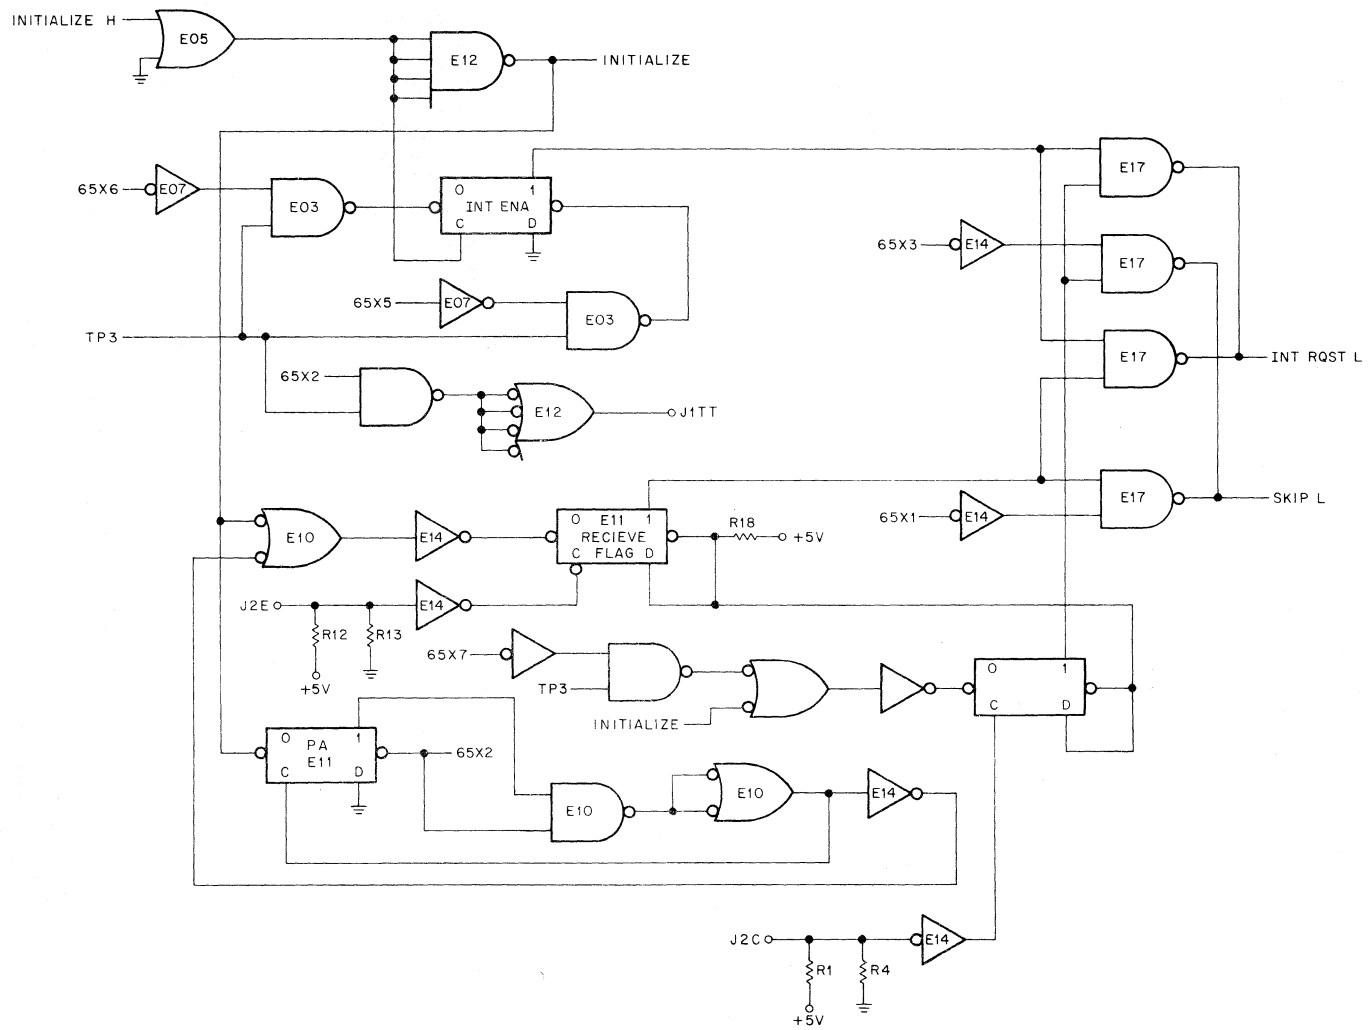 INITIALIZE H
E05
E12
INITIALIZE
65X6
E07
E03
0 1
INT ENA
C D
E17
65X3
E14
E17
65X5
E07
E03
TP3
E17
INT RQST L
65X2
E12
J1TT
E17
SKIP L
65X1
E14
E10
E14
0 E11 1
RECIEVE
C FLAG D
R18
+5V
J2E
E14
R12
R13
+5V
65X7
TP3
INITIALIZE
0 1
C D
0 1
PA
E11
C D
65X2
E10
E10
E14
J2C
E14
R1
R4
+5V